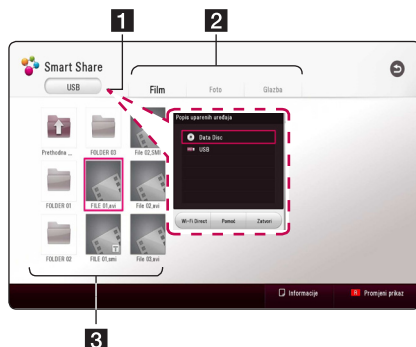 1
2
Smart Share
USB
Film
Foto
Glazba
Popis uparenih uređaja
Data Disc
USB
Wi-Fi Direct
Pomoć
Zatvori
Prethodna ...
FOLDER 03
File 02,SMI
FOLDER 01
FILE 01.avi
File 02.avi
FOLDER 02
FILE 01,smi
File 03.avi
Informacije
R Promjeni prikaz
3